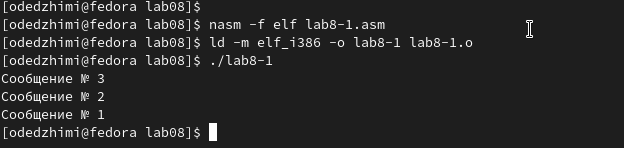 [odedzhimi@fedora lab08]$
[odedzhimi@fedora lab08]$ nasm -f elf lab8-1.asm
[odedzhimi@fedora lab08]$ ld -m elf_i386 -o lab8-1 lab8-1.o
[odedzhimi@fedora lab08]$ ./lab8-1
Сообщение № 3
Сообщение № 2
Сообщение № 1
[odedzhimi@fedora lab08]$